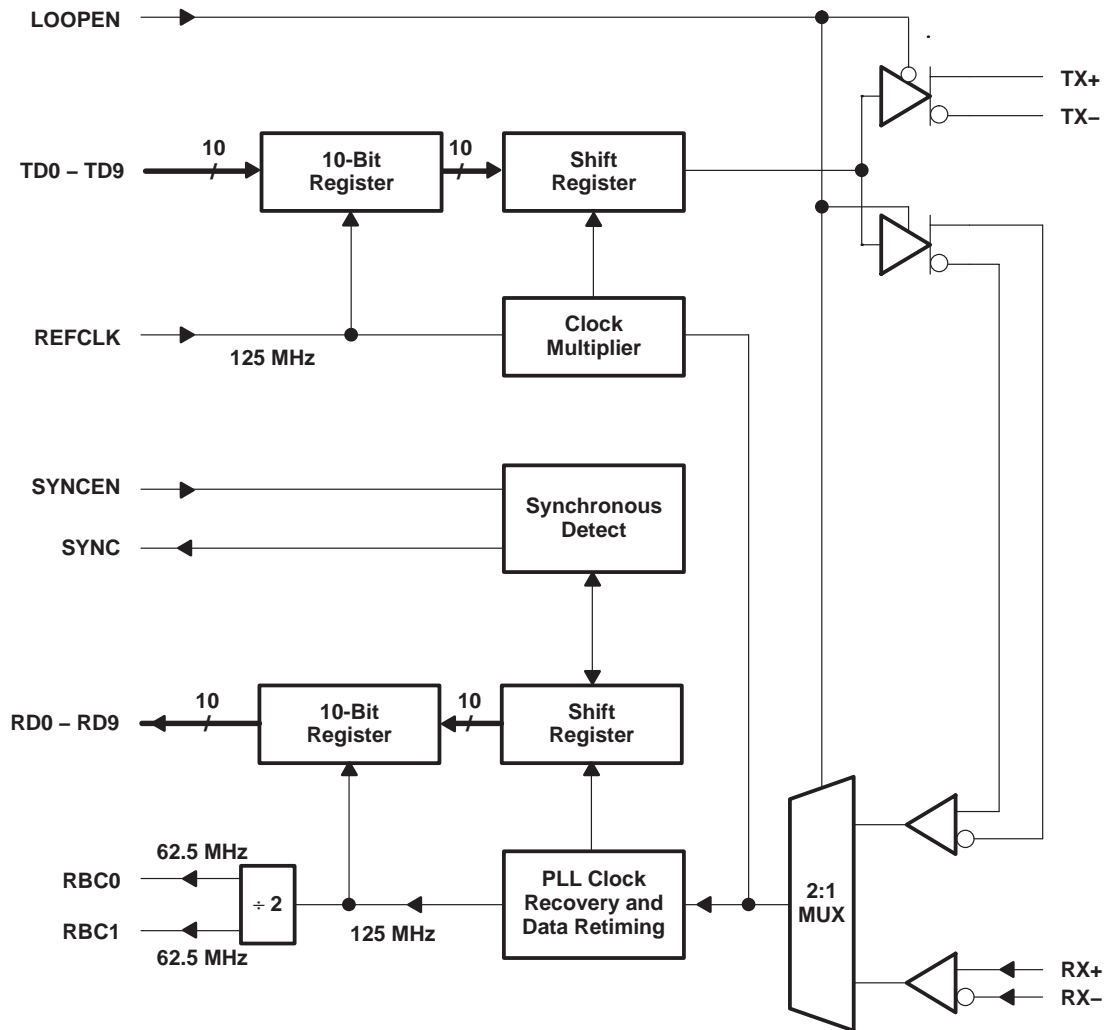 LOOPEN
TX+
TX–
TD0 – TD9
10
10-Bit
Register
10
Shift
Register
REFCLK
125 MHz
Clock
Multiplier
SYNCEN
SYNC
Synchronous
Detect
RD0 – RD9
10
10-Bit
Register
10
Shift
Register
RBC0
62.5 MHz
÷ 2
RBC1
62.5 MHz
125 MHz
PLL Clock
Recovery and
Data Retiming
2:1
MUX
RX+
RX–